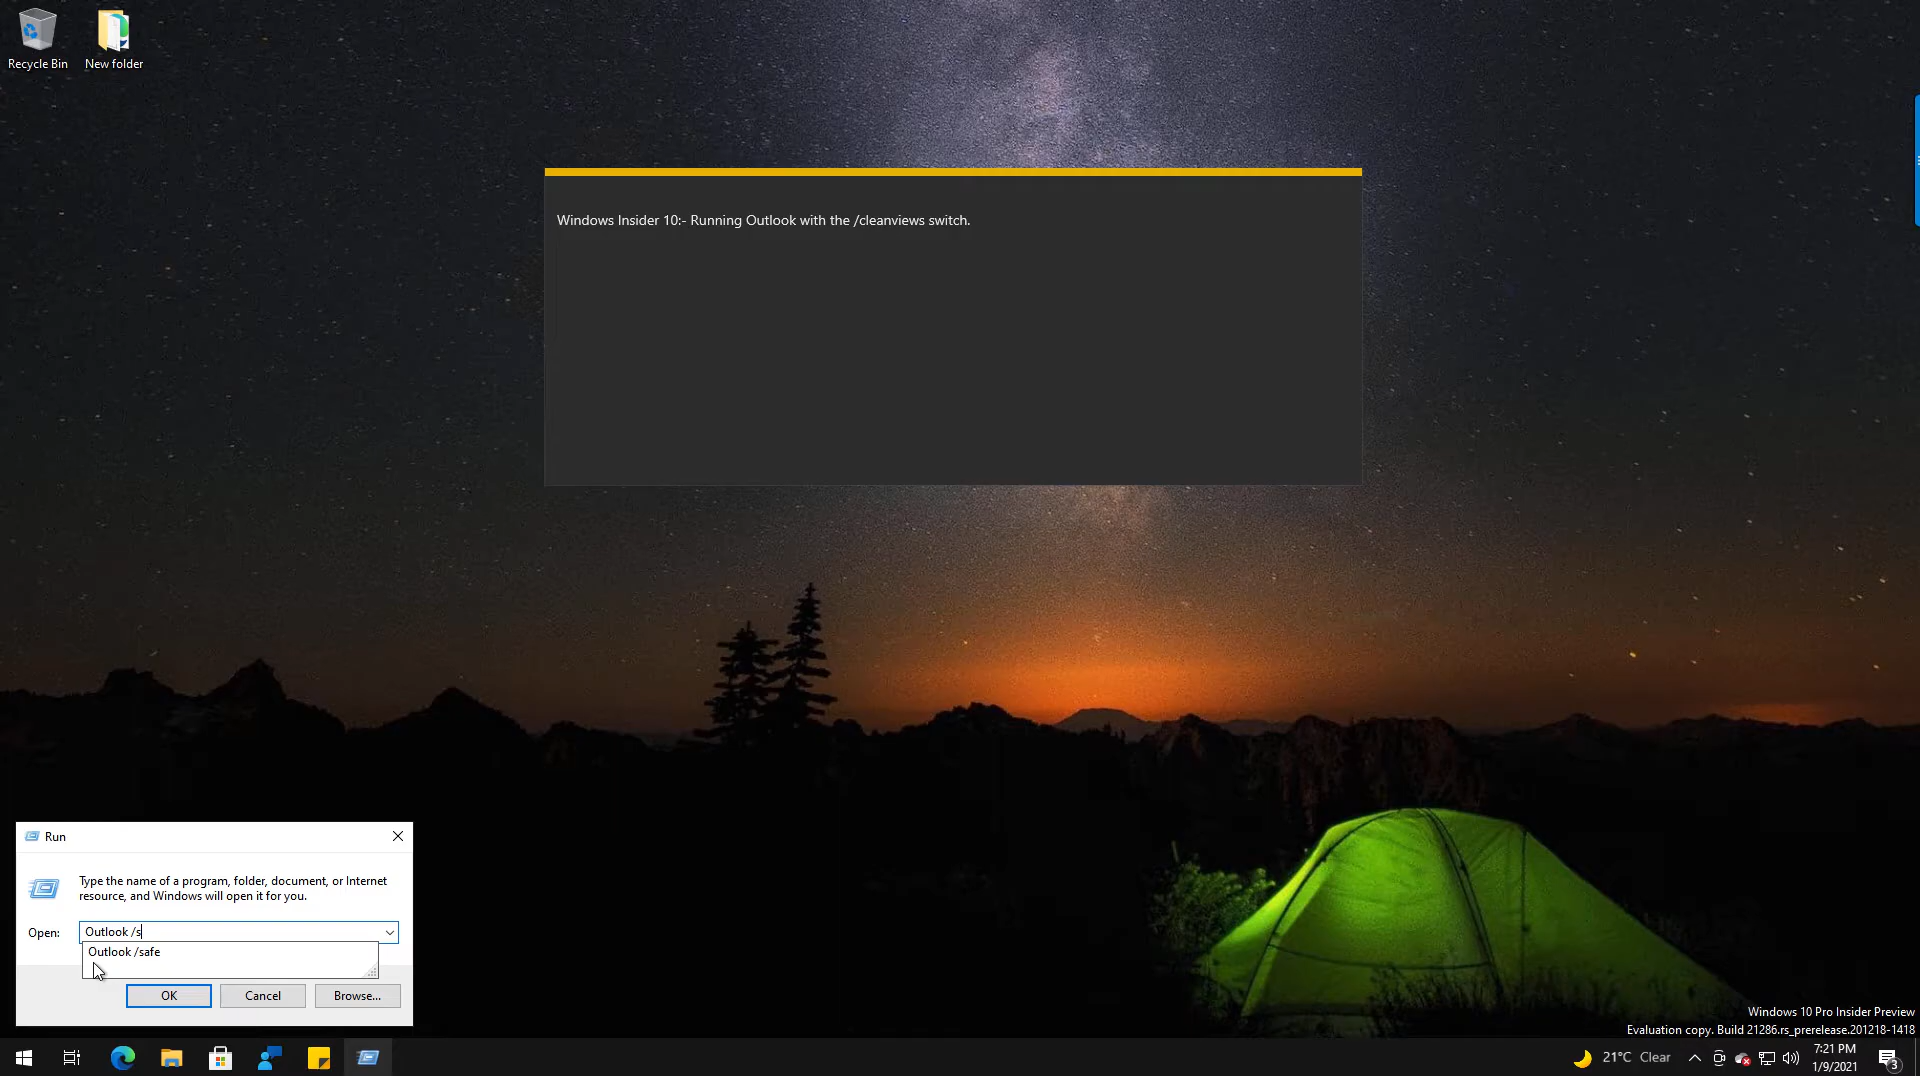 Recycle Bin
New folder
Windows Insider 10:- Running Outlook with the /cleanviews switch.
Run
Type the name of a program, folder, document, or Internet
resource, and Windows will open it for you.
Open:
Outlook /s
Outlook /safe
OK
Cancel
Browse...
Windows 10 Pro Insider Preview
Evaluation copy. Build 21286.rs_prerelease.201218-1418
21°C Clear
7:21 PM
1/9/2021
3